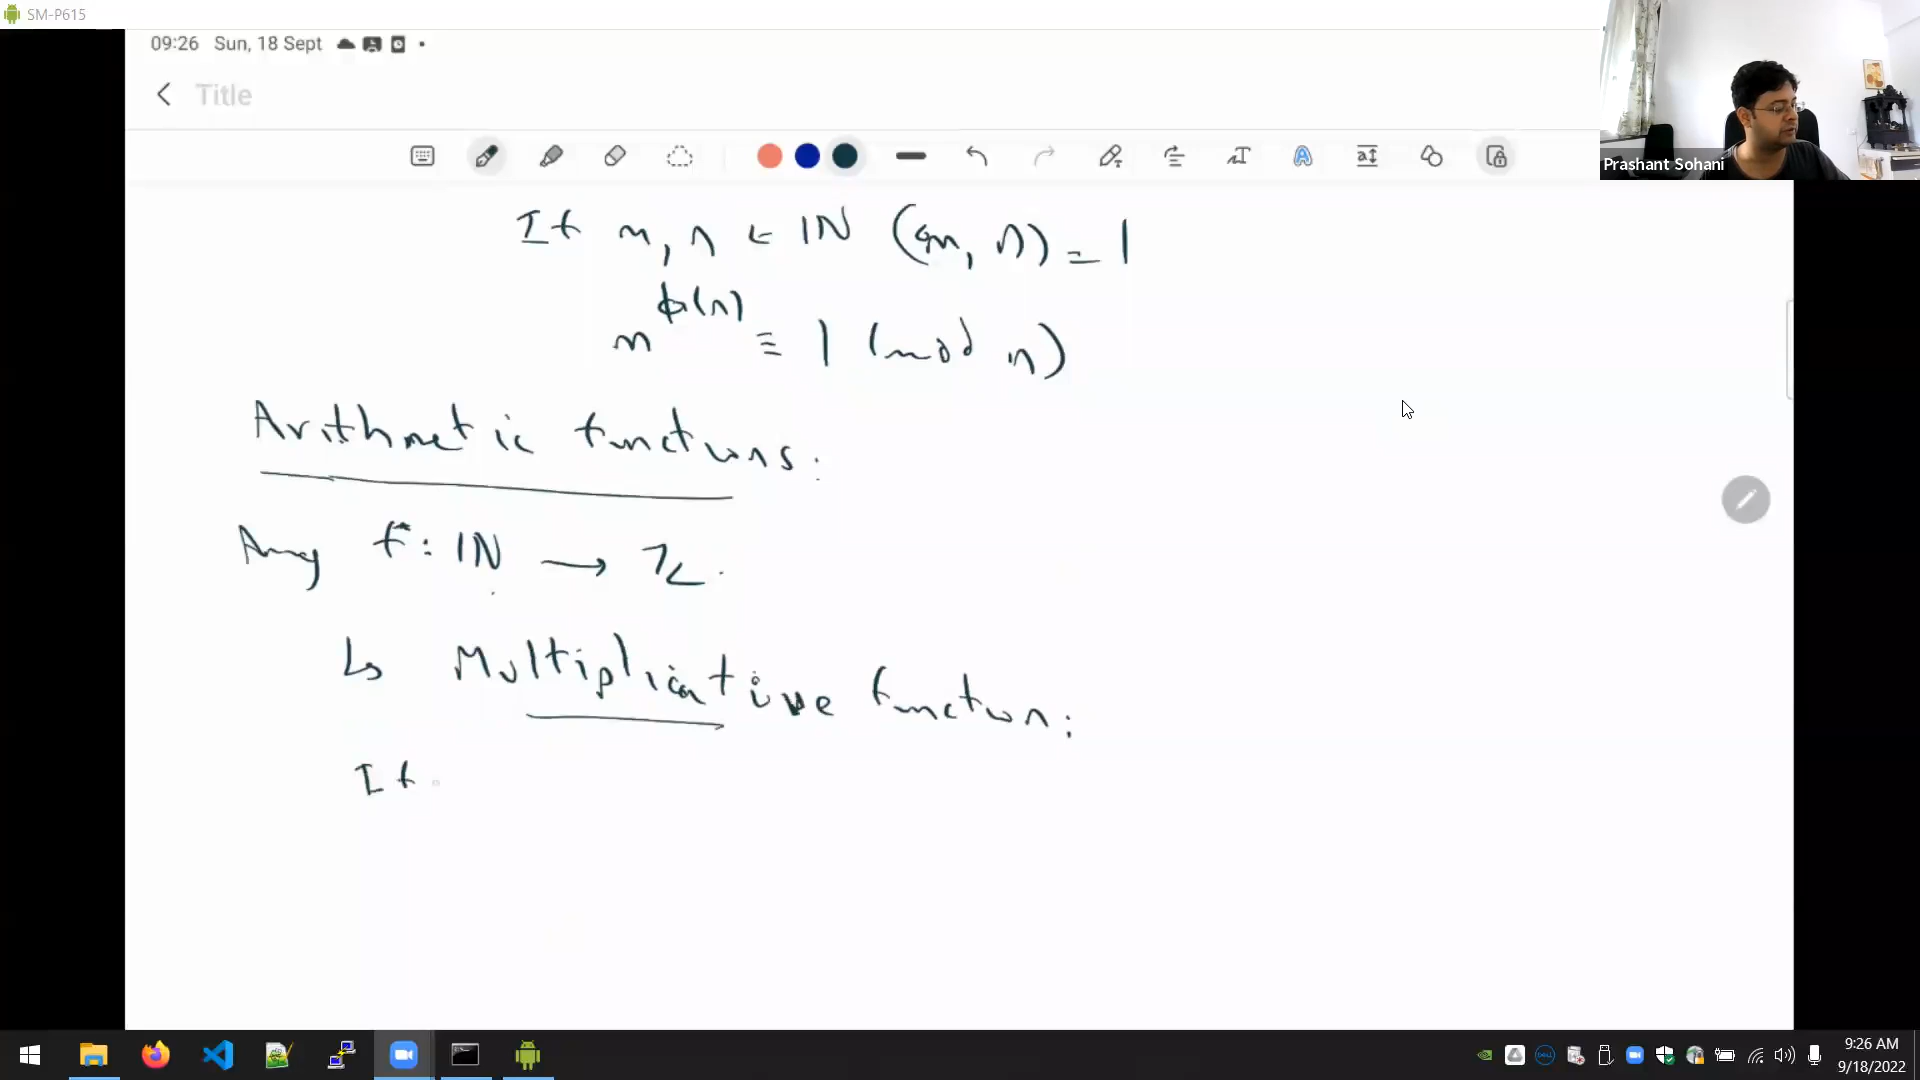 SM-P615
09:26 Sun, 18 Sept
Title
Prashant Sohani
If m, n ∈ ℕ (m, n) = 1
m^ϕ(n) ≡ 1 (mod n)
Arithmetic functions:
Any f: ℕ → ℤ.
↳ Multiplicative function:
If
9:26 AM
9/18/2022